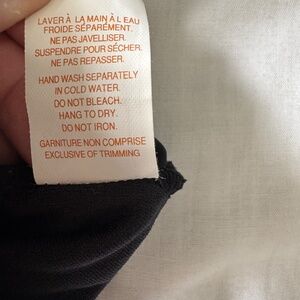 LAVER À LA MAIN À L EAU
FROIDE SÉPARÉMENT.
NE PAS JAVELLISER.
SUSPENDRE POUR SÉCHER.
NE PAS REPASSER.
HAND WASH SEPARATELY
IN COLD WATER.
DO NOT BLEACH.
HANG TO DRY.
DO NOT IRON.
GARNITURE NON COMPRISE
EXCLUSIVE OF TRIMMING